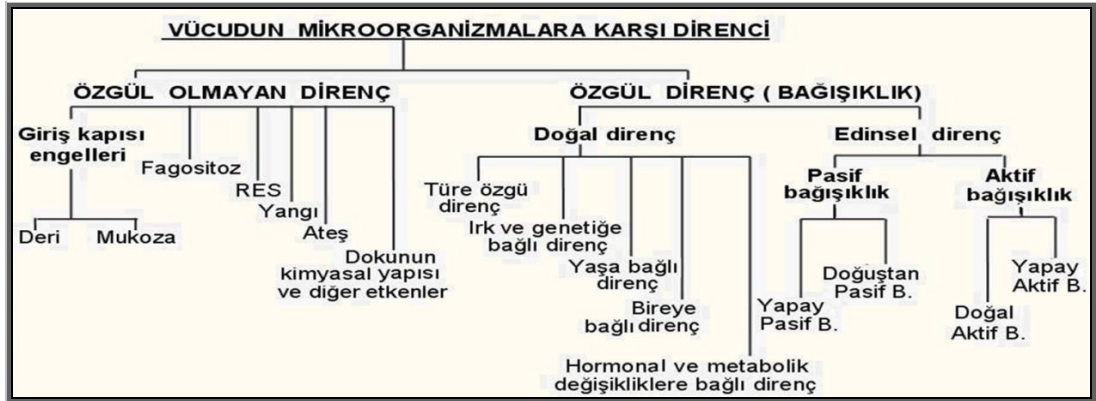 VÜCUDUN MİKROORGANİZMALARA KARŞI DİRENCİ
ÖZGÜL OLMAYAN DİRENÇ
Giriş kapısı
engelleri
Deri
Mukoza
Fagositoz
RES
Yangı
Ateş
Dokunun
kimyasal yapısı
ve diğer etkenler
ÖZGÜL DİRENÇ ( BAĞIŞIKLIK)
Doğal direnç
Türe özgü
direnç
Irk ve genetiğe
bağlı direnç
Yaşa bağlı
direnç
Bireye
bağlı direnç
Hormonal ve metabolik
değişikliklere bağlı direnç
Edinsel direnç
Pasif
bağışıklık
Yapay
Pasif B.
Doğuştan
Pasif B.
Aktif
bağışıklık
Doğal
Aktif B.
Yapay
Aktif B.